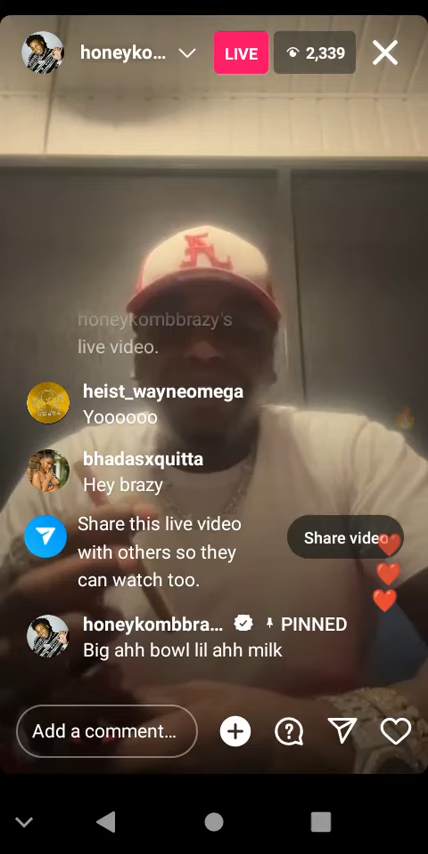 honeyko...
LIVE
2,339
honeykombbrazy's
live video.
heist_wayneomega
Yoooooo
bhadasxquitta
Hey brazy
Share this live video
with others so they
can watch too.
Share video
honeykombbra... PINNED
Big ahh bowl lil ahh milk
Add a comment...